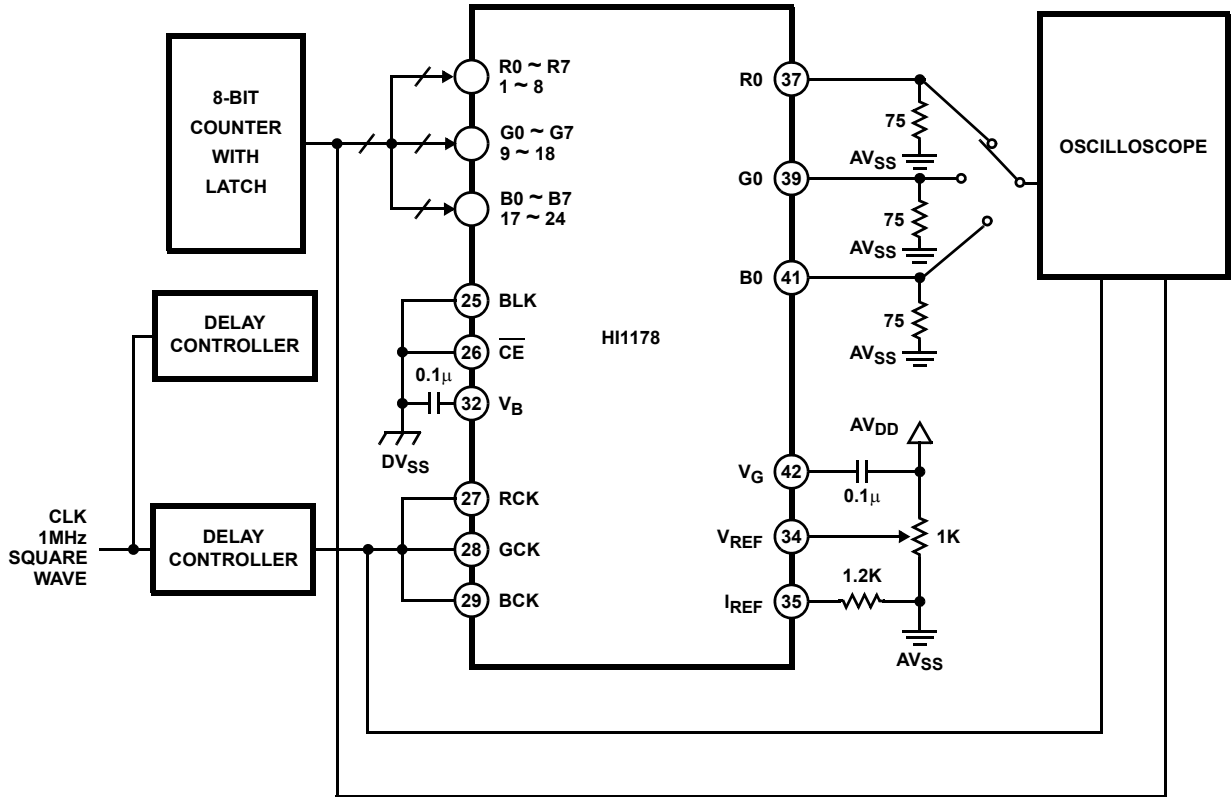 8-BIT
COUNTER
WITH
LATCH
R0 ~ R7
1 ~ 8
G0 ~ G7
9 ~ 18
B0 ~ B7
17 ~ 24
DELAY
CONTROLLER
25 BLK
26 CE
0.1μ
32 VB
DVSS
CLK
1MHz
SQUARE
WAVE
DELAY
CONTROLLER
27 RCK
28 GCK
29 BCK
HI1178
R0 37
75
AVSS
G0 39
75
AVSS
B0 41
75
AVSS
OSCILLOSCOPE
AVDD
VG 42
0.1μ
VREF 34
1K
1.2K
IREF 35
AVSS